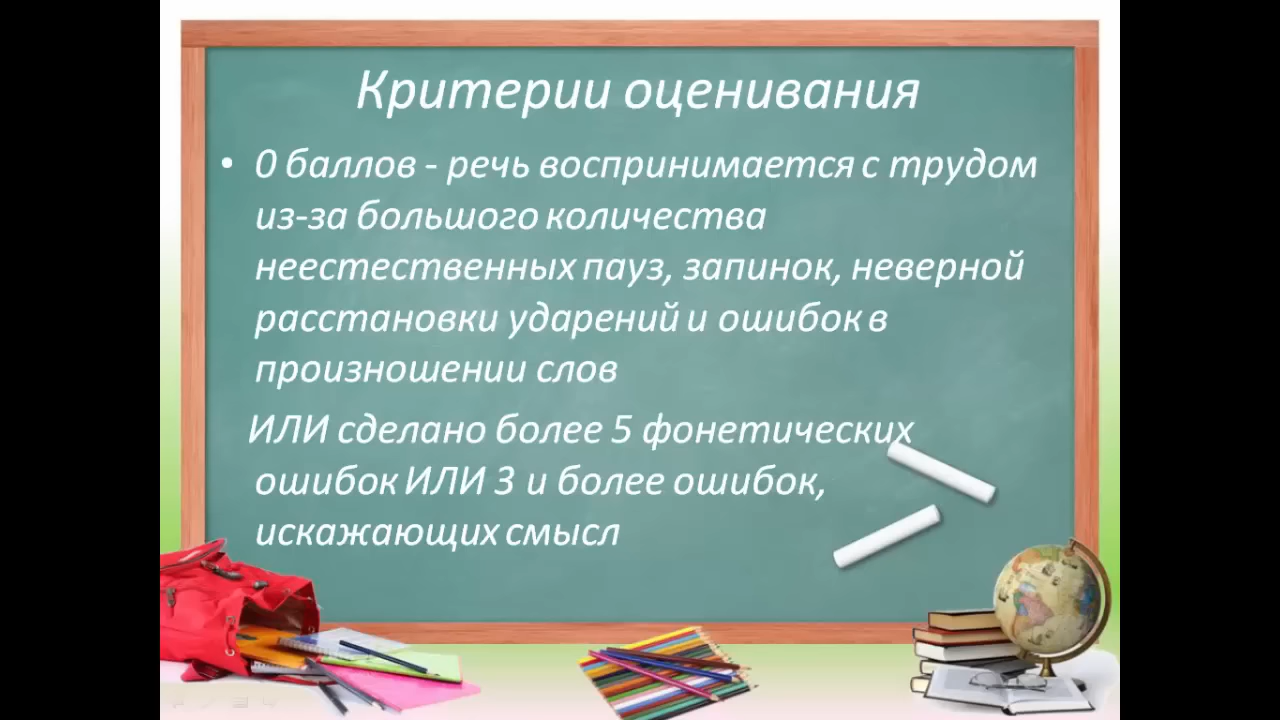 Критерии оценивания
• 0 баллов - речь воспринимается с трудом
из-за большого количества
неестественных пауз, запинок, неверной
расстановки ударений и ошибок в
произношении слов
ИЛИ сделано более 5 фонетических
ошибок ИЛИ 3 и более ошибок,
искажающих смысл